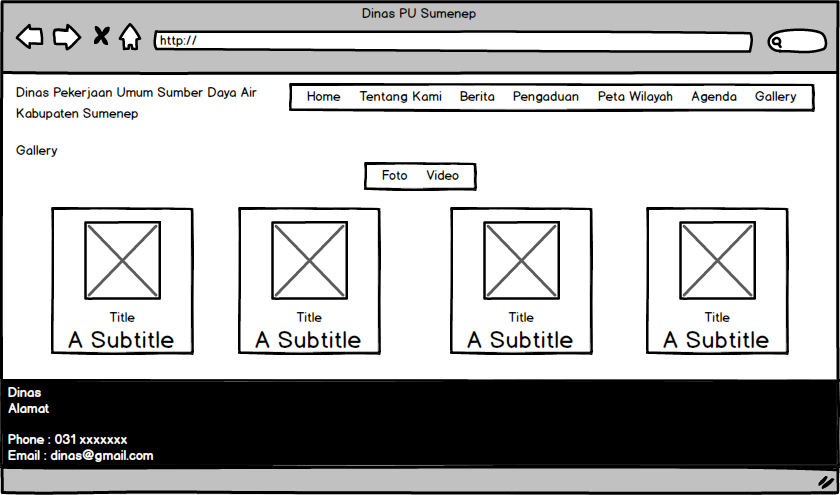 Dinas PU Sumenep
http://
Dinas Pekerjaan Umum Sumber Daya Air
Kabupaten Sumenep
Home Tentang Kami Berita Pengaduan Peta Wilayah Agenda Gallery
Gallery
Foto Video
Title Title Title Title
A Subtitle A Subtitle A Subtitle A Subtitle
Dinas
Alamat
Phone : 031 xxxxxxx
Email : dinas@gmail.com